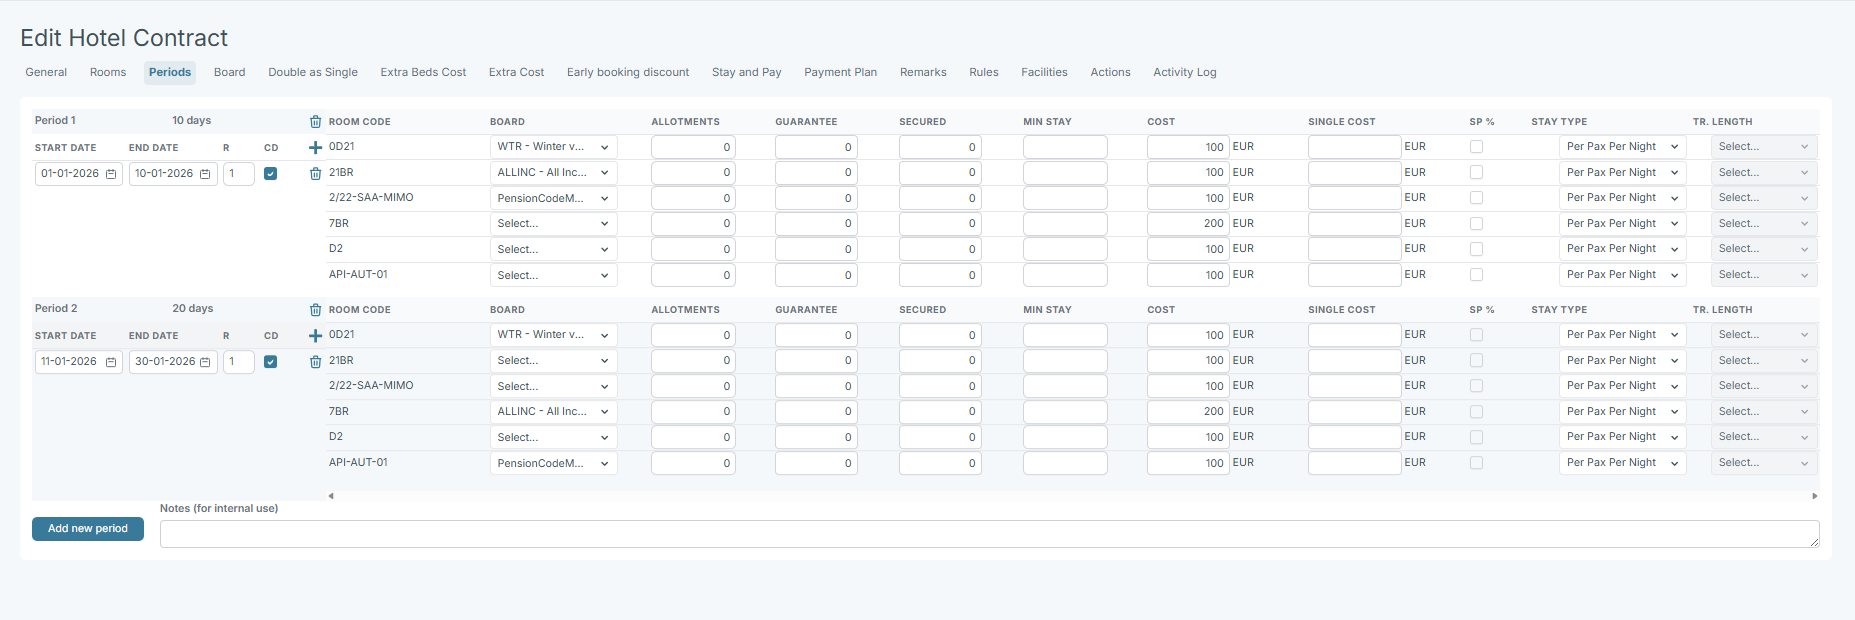 Edit Hotel Contract
General Rooms Periods Board Double as Single Extra Beds Cost Extra Cost Early booking discount Stay and Pay Payment Plan Remarks Rules Facilities Actions Activity Log
Period 1 10 days ROOM CODE BOARD ALLOTMENTS GUARANTEE SECURED MIN STAY COST SINGLE COST SP % STAY TYPE TR. LENGTH
START DATE END DATE R CD 0D21 WTR - Winter v... 0 0 0 100 EUR EUR Per Pax Per Night Select...
01-01-2026 10-01-2026 1 21BR ALLINC - All Inc... 0 0 0 100 EUR EUR Per Pax Per Night Select...
2/22-SAA-MIMO PensionCodeM... 0 0 0 100 EUR EUR Per Pax Per Night Select...
7BR Select... 0 0 0 200 EUR EUR Per Pax Per Night Select...
D2 Select... 0 0 0 100 EUR EUR Per Pax Per Night Select...
API-AUT-01 Select... 0 0 0 100 EUR EUR Per Pax Per Night Select...
Period 2 20 days ROOM CODE BOARD ALLOTMENTS GUARANTEE SECURED MIN STAY COST SINGLE COST SP % STAY TYPE TR. LENGTH
START DATE END DATE R CD 0D21 WTR - Winter v... 0 0 0 100 EUR EUR Per Pax Per Night Select...
11-01-2026 30-01-2026 1 21BR Select... 0 0 0 100 EUR EUR Per Pax Per Night Select...
2/22-SAA-MIMO Select... 0 0 0 100 EUR EUR Per Pax Per Night Select...
7BR ALLINC - All Inc... 0 0 0 200 EUR EUR Per Pax Per Night Select...
D2 Select... 0 0 0 100 EUR EUR Per Pax Per Night Select...
API-AUT-01 PensionCodeM... 0 0 0 100 EUR EUR Per Pax Per Night Select...
Notes (for internal use)
Add new period